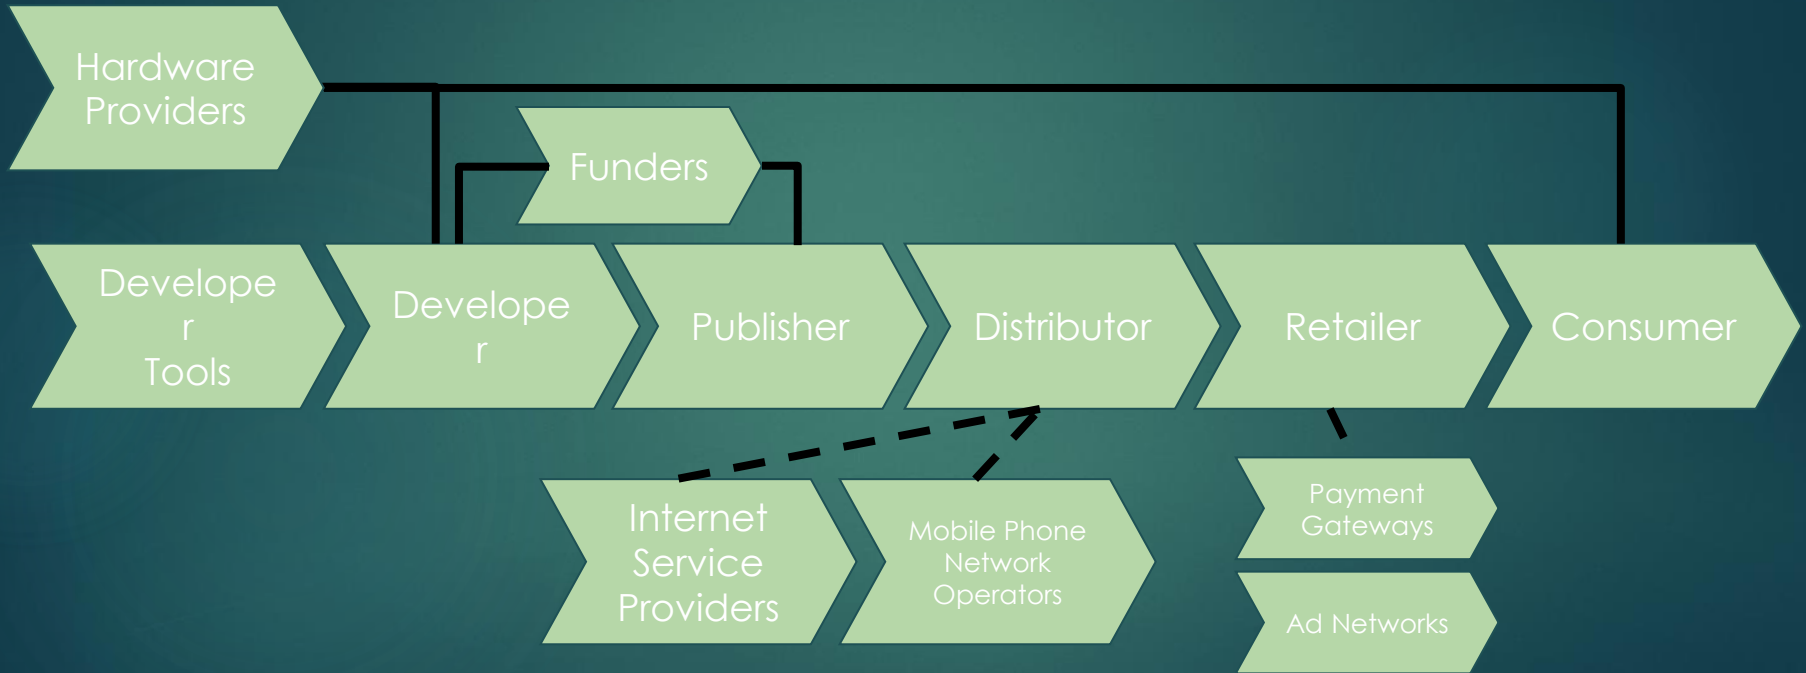 Hardware
Providers
Funders
Develope
r
Tools
Develope
r
Publisher
Distributor
Retailer
Consumer
Internet
Service
Providers
Mobile Phone
Network
Operators
Payment
Gateways
Ad Networks